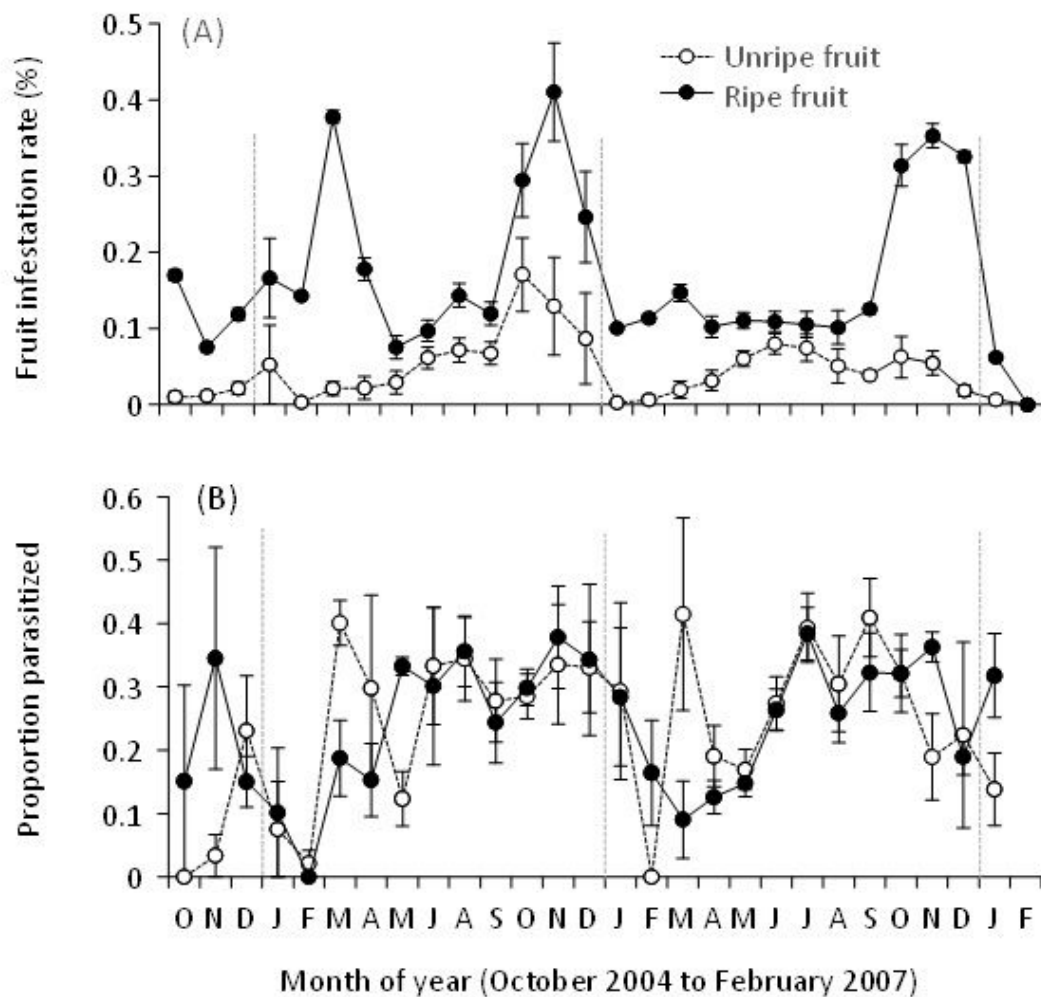 (A)
Unripe fruit
Ripe fruit
Fruit infestation rate (%)
0.5
0.4
0.3
0.2
0.1
0
(B)
Proportion parasitized
0.6
0.5
0.4
0.3
0.2
0.1
0
O N D J F M A M J A S O N D J F M A M J J A S O N D J F
Month of year (October 2004 to February 2007)